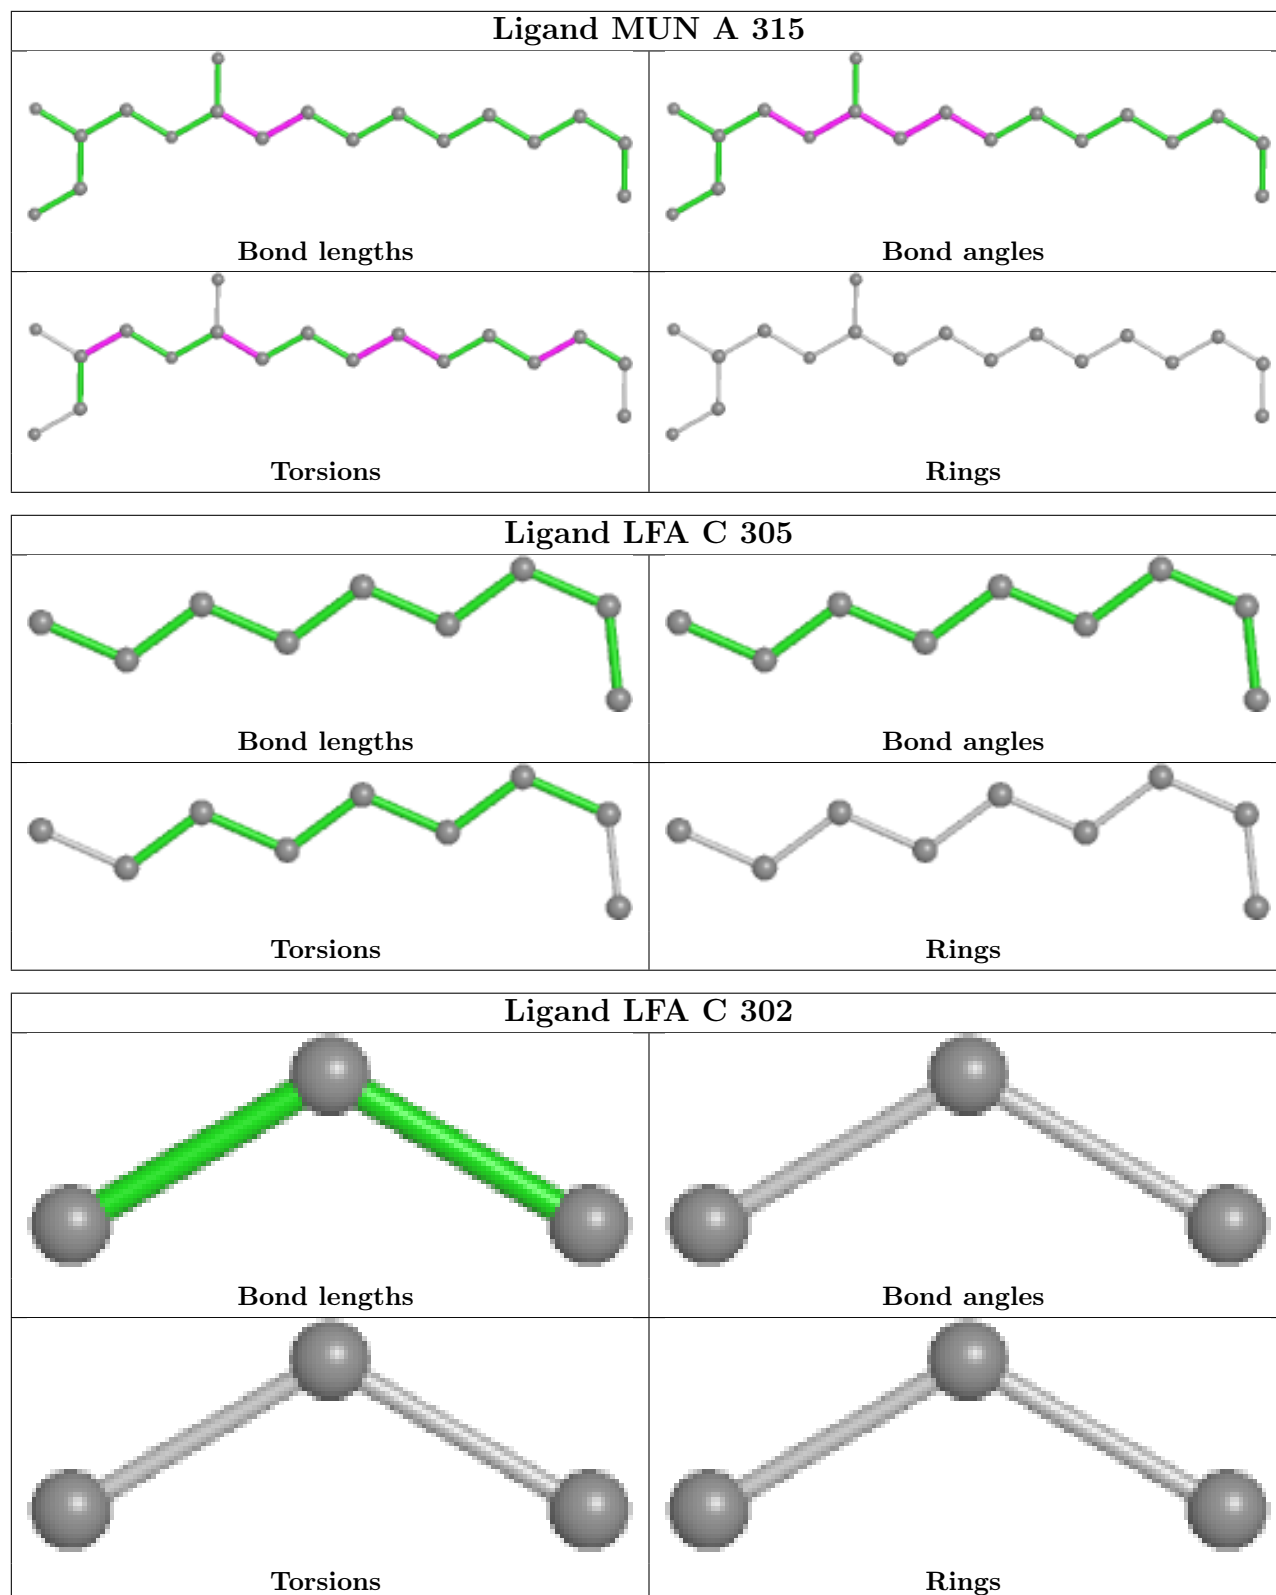 Ligand MUN A 315
Bond lengths
Bond angles
Torsions
Rings
Ligand LFA C 305
Bond lengths
Bond angles
Torsions
Rings
Ligand LFA C 302
Bond lengths
Bond angles
Torsions
Rings